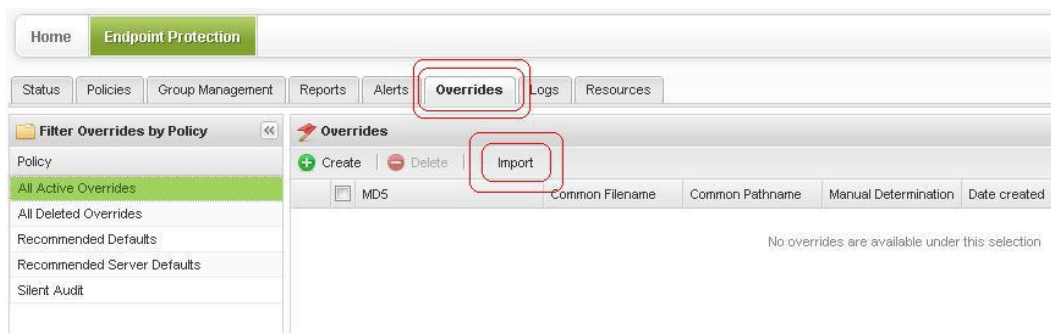 Home Endpoint Protection
Status Policies Group Management Reports Alerts Overrides Logs Resources
Filter Overrides by Policy « Overrides
Policy Create Delete Import
All Active Overrides MD5 Common Filename Common Pathname Manual Determination Date created
All Deleted Overrides
Recommended Defaults No overrides are available under this selection
Recommended Server Defaults
Silent Audit